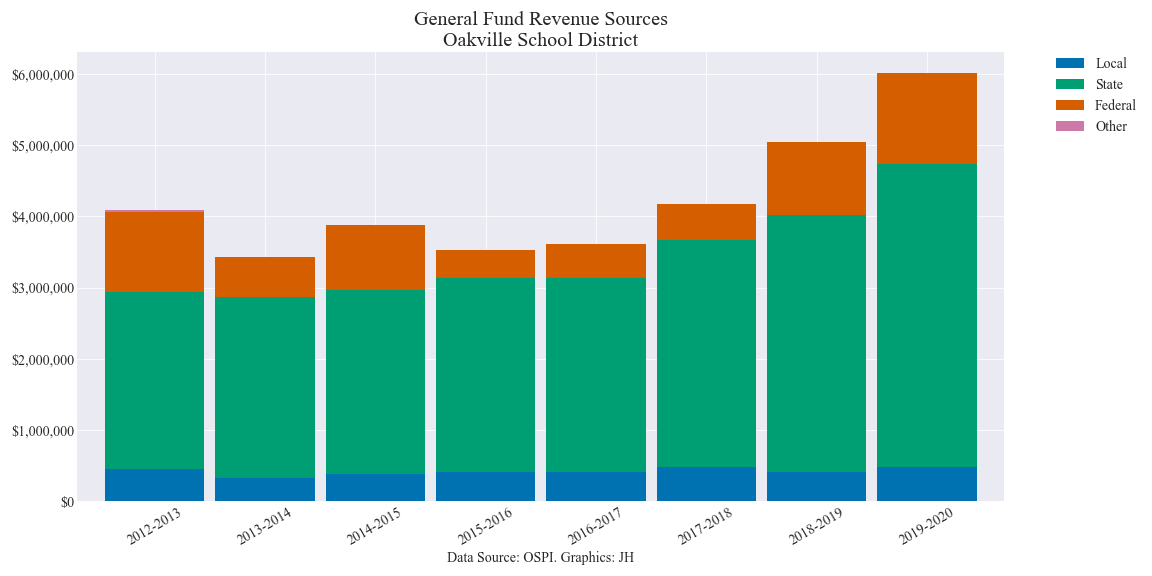 General Fund Revenue Sources
Oakville School District
$6,000,000
$5,000,000
$4,000,000
$3,000,000
$2,000,000
$1,000,000
$0
2012-2013
2013-2014
2014-2015
2015-2016
2016-2017
2017-2018
2018-2019
2019-2020
Data Source: OSPI. Graphics: JH
Local
State
Federal
Other